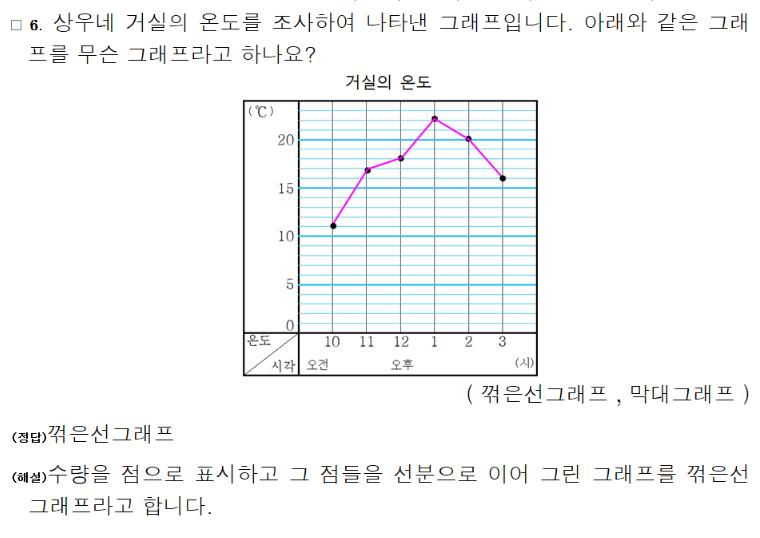 □ 6. 상우네 거실의 온도를 조사하여 나타낸 그래프입니다. 아래와 같은 그래
프를 무슨 그래프라고 하나요?
거실의 온도
(℃)
20
15
10
5
0
온도
10 11 12 1 2 3
시각 오전 오후 (시)
( 꺾은선그래프 , 막대그래프 )
(정답)꺾은선그래프
(해설)수량을 점으로 표시하고 그 점들을 선분으로 이어 그린 그래프를 꺾은선
그래프라고 합니다.